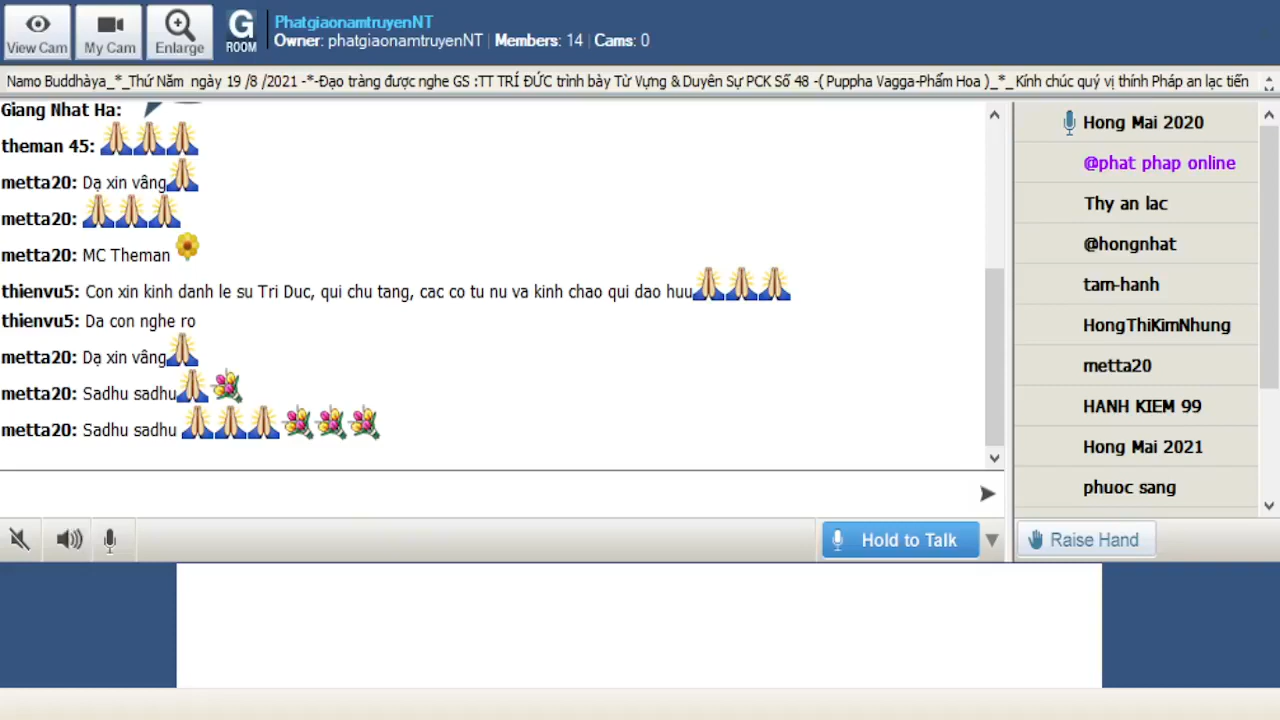 PhatgiaonamtruyenNT
View Cam My Cam Enlarge G ROOM Owner: phatgiaonamtruyenNT | Members: 14 | Cams: 0
Namo Buddhàya_*_Thứ Năm ngày 19 /8 /2021 -*-Đạo tràng được nghe GS :TT TRÍ ĐỨC trình bày Từ Vựng & Duyên Sự PCK Số 48 -( Puppha Vagga-Phẩm Hoa )_*_ Kính chúc quý vị thính Pháp an lạc tiến
Giang Nhat Ha:
theman 45:
metta20: Dạ xin vâng
metta20:
metta20: MC Theman
thienvu5: Con xin kinh danh le su Tri Duc, qui chu tang, cac co tu nu va kinh chao qui dao huu
thienvu5: Da con nghe ro
metta20: Dạ xin vâng
metta20: Sadhu sadhu
metta20: Sadhu sadhu
Hong Mai 2020
@phat phap online
Thy an lac
@hongnhat
tam-hanh
HongThiKimNhung
metta20
HANH KIEM 99
Hong Mai 2021
phuoc sang
Hold to Talk
Raise Hand